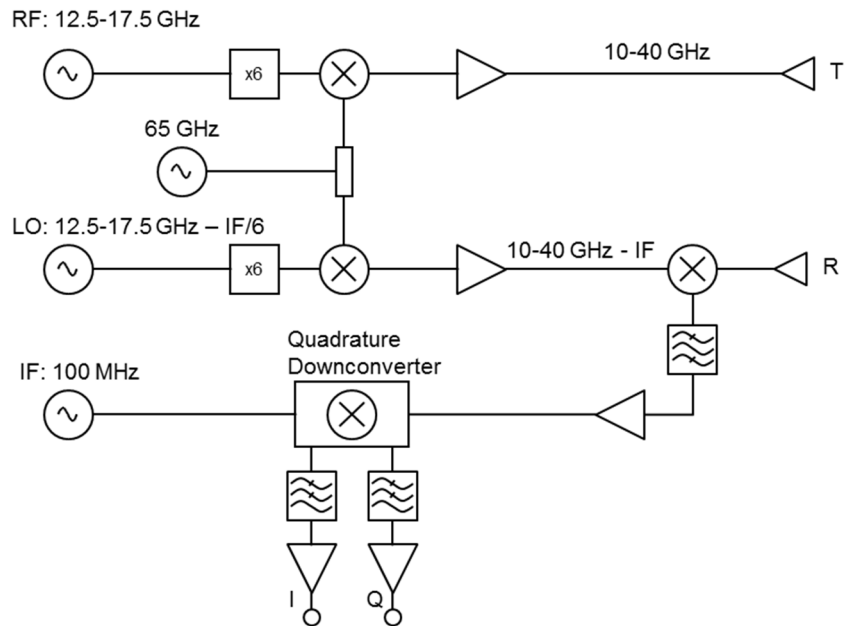 RF: 12.5-17.5 GHz
x6
10-40 GHz
T
65 GHz
LO: 12.5-17.5 GHz – IF/6
x6
10-40 GHz - IF
R
Quadrature
Downconverter
IF: 100 MHz
I
Q